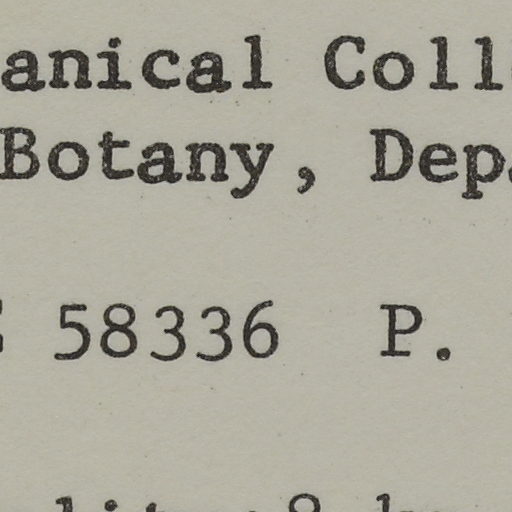 anical Coll
Botany, Dep
58336 P.